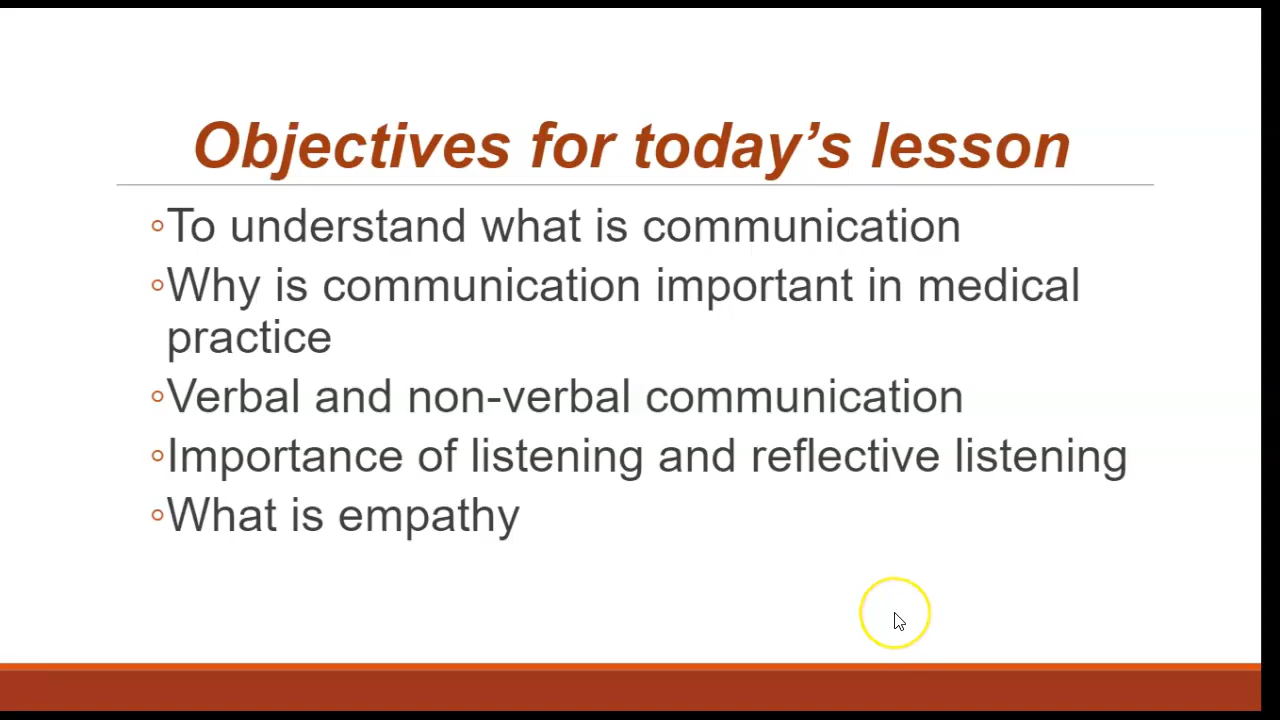 Objectives for today’s lesson
◦To understand what is communication
◦Why is communication important in medical
practice
◦Verbal and non-verbal communication
◦Importance of listening and reflective listening
◦What is empathy